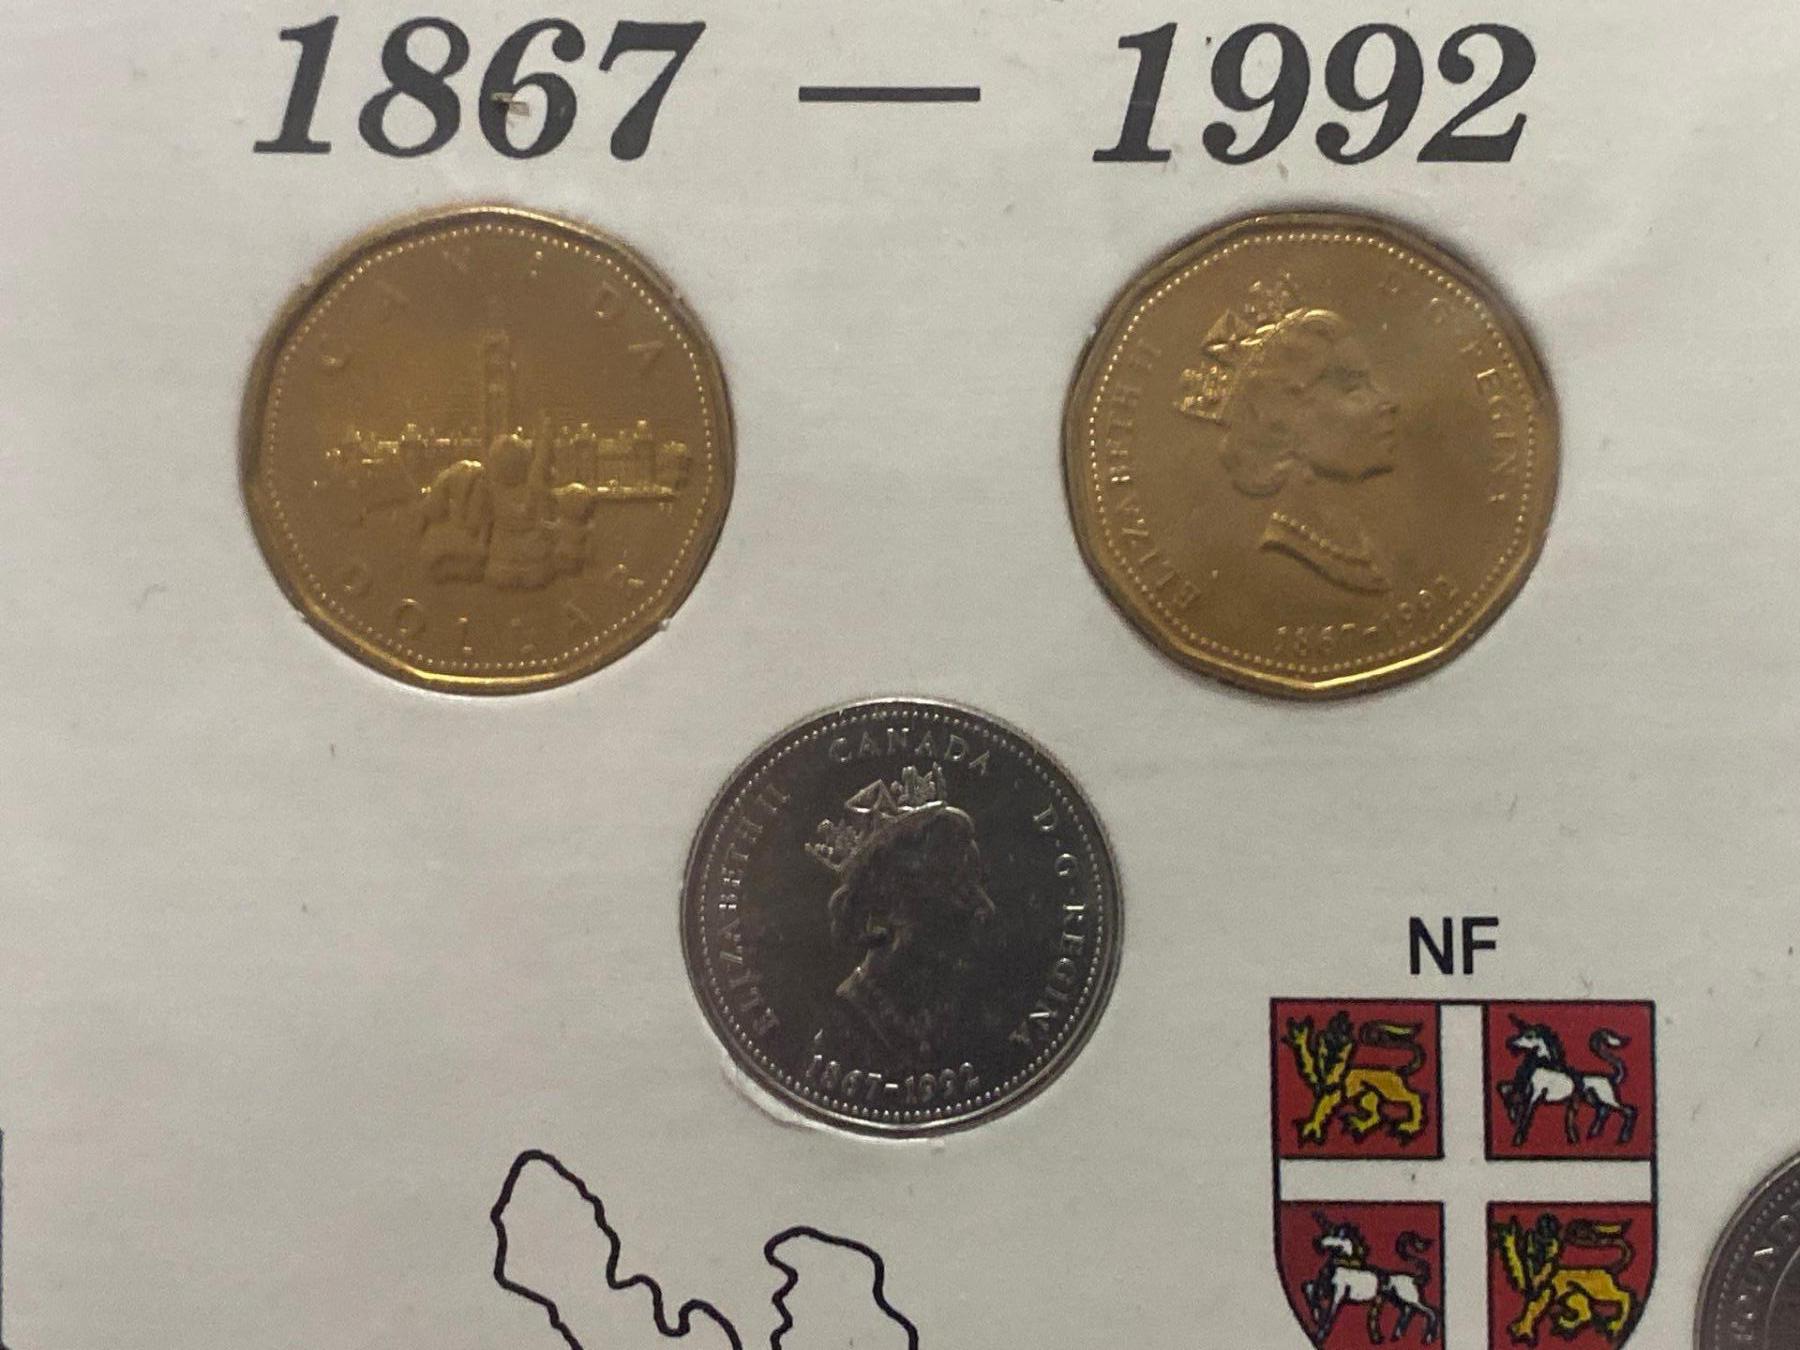 1867 — 1992
CANADA
DOLLAR
ELIZABETH II D·G·REGINA
1867-1992
ELIZABETH II CANADA D·G·REGINA
1867-1992
NF